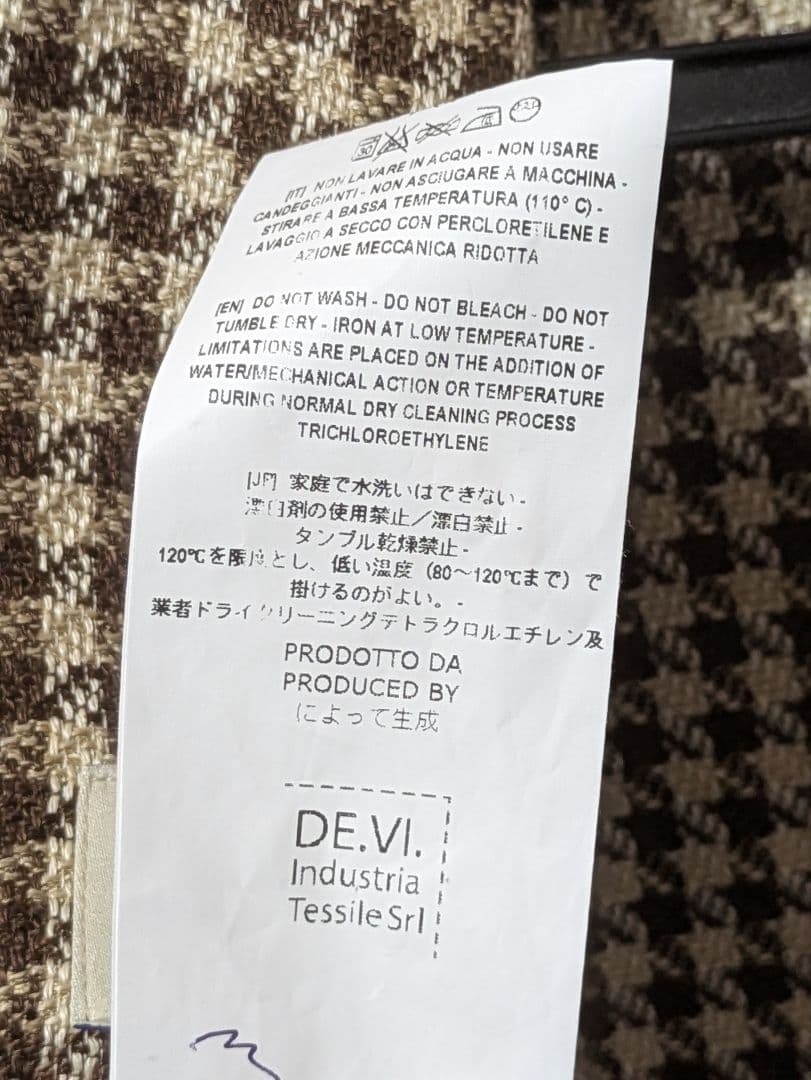 [IT] NON LAVARE IN ACQUA - NON USARE
CANDEGGIANTI - NON ASCIUGARE A MACCHINA -
STIRARE A BASSA TEMPERATURA (110° C) -
LAVAGGIO A SECCO CON PERCLORETILENE E
AZIONE MECCANICA RIDOTTA
[EN] DO NOT WASH - DO NOT BLEACH - DO NOT
TUMBLE DRY - IRON AT LOW TEMPERATURE -
LIMITATIONS ARE PLACED ON THE ADDITION OF
WATER/MECHANICAL ACTION OR TEMPERATURE
DURING NORMAL DRY CLEANING PROCESS
TRICHLOROETHYLENE
[JP] 家庭で水洗いはできない. -
漂白剤の使用禁止／漂白禁止 -
タンブル乾燥禁止 -
120℃を限度とし、低い温度（80～120℃まで）で
掛けるのがよい。 -
業者ドライクリーニングテトラクロルエチレン及
PRODOTTO DA
PRODUCED BY
によって生成
DE.VI.
Industria
Tessile Srl